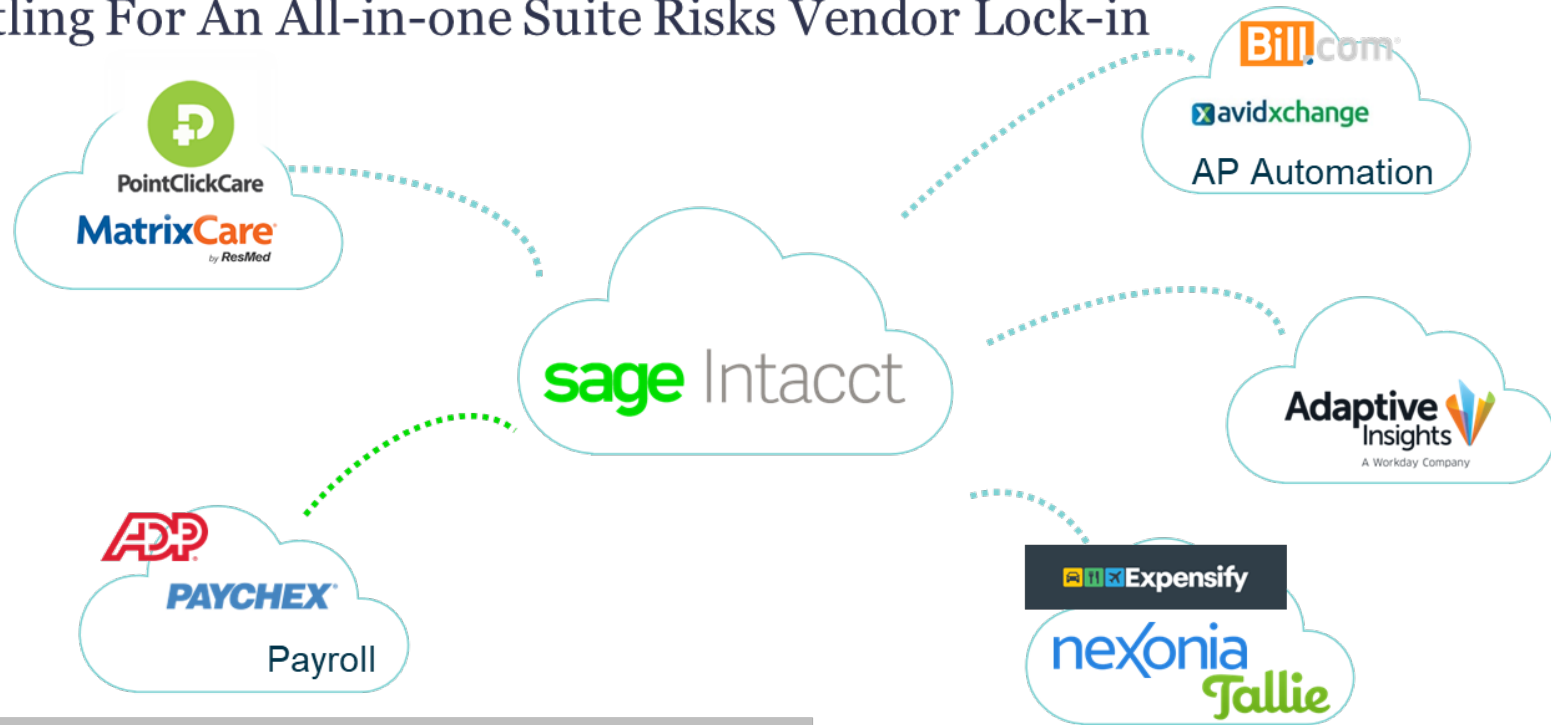 tling For An All-in-one Suite Risks Vendor Lock-in
Bill.com
avidxchange
AP Automation
PointClickCare
MatrixCare
by ResMed
sage Intacct
Adaptive
Insights
A Workday Company
ADP
PAYCHEX
Payroll
Expensify
nexonia
Tallie